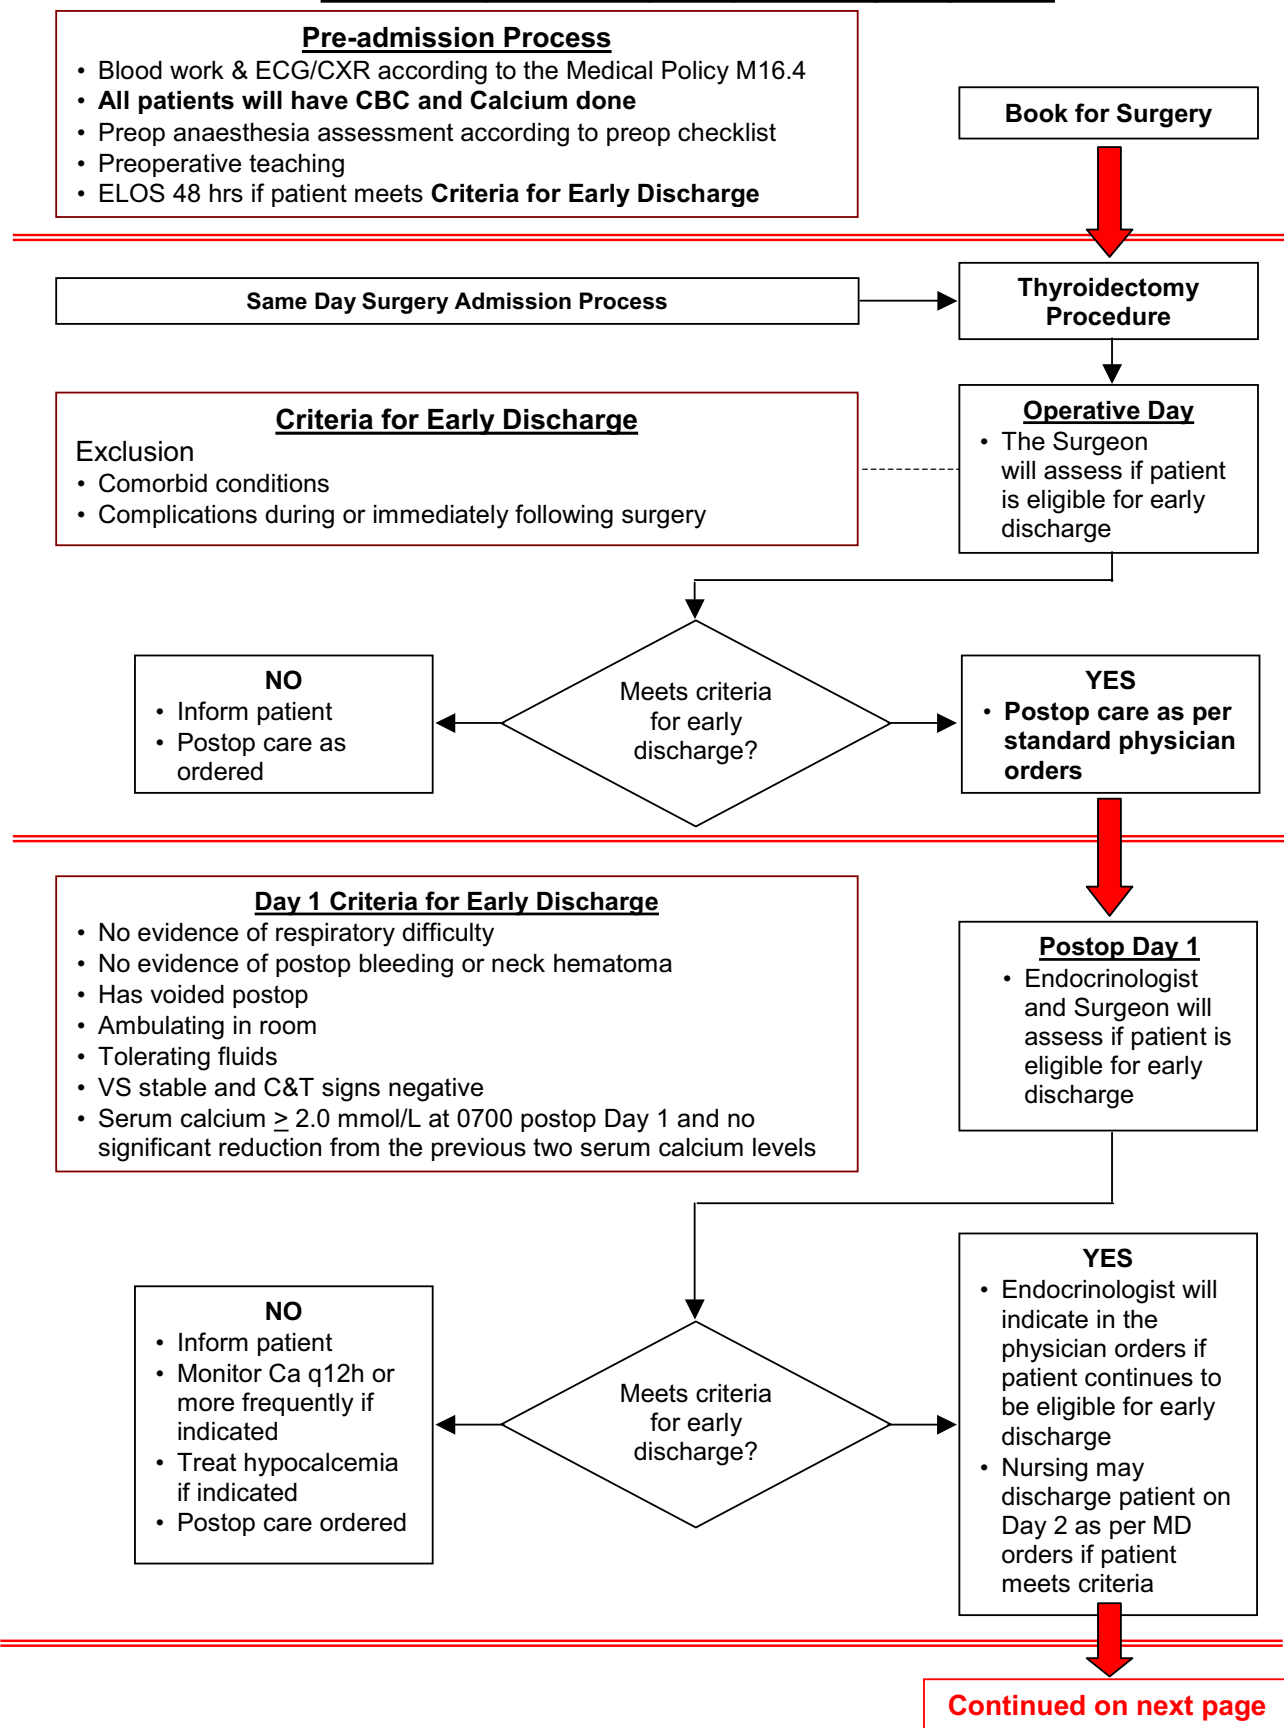 Pre-admission Process
• Blood work & ECG/CXR according to the Medical Policy M16.4
• All patients will have CBC and Calcium done
• Preop anaesthesia assessment according to preop checklist
• Preoperative teaching
• ELOS 48 hrs if patient meets Criteria for Early Discharge
Book for Surgery
Same Day Surgery Admission Process
Thyroidectomy
Procedure
Criteria for Early Discharge
Exclusion
• Comorbid conditions
• Complications during or immediately following surgery
Operative Day
• The Surgeon
will assess if patient
is eligible for early
discharge
NO
• Inform patient
• Postop care as
ordered
Meets criteria
for early
discharge?
YES
• Postop care as per
standard physician
orders
Day 1 Criteria for Early Discharge
• No evidence of respiratory difficulty
• No evidence of postop bleeding or neck hematoma
• Has voided postop
• Ambulating in room
• Tolerating fluids
• VS stable and C&T signs negative
• Serum calcium ≥ 2.0 mmol/L at 0700 postop Day 1 and no
significant reduction from the previous two serum calcium levels
Postop Day 1
• Endocrinologist
and Surgeon will
assess if patient is
eligible for early
discharge
NO
• Inform patient
• Monitor Ca q12h or
more frequently if
indicated
• Treat hypocalcemia
if indicated
• Postop care ordered
Meets criteria
for early
discharge?
YES
• Endocrinologist will
indicate in the
physician orders if
patient continues to
be eligible for early
discharge
• Nursing may
discharge patient on
Day 2 as per MD
orders if patient
meets criteria
Continued on next page